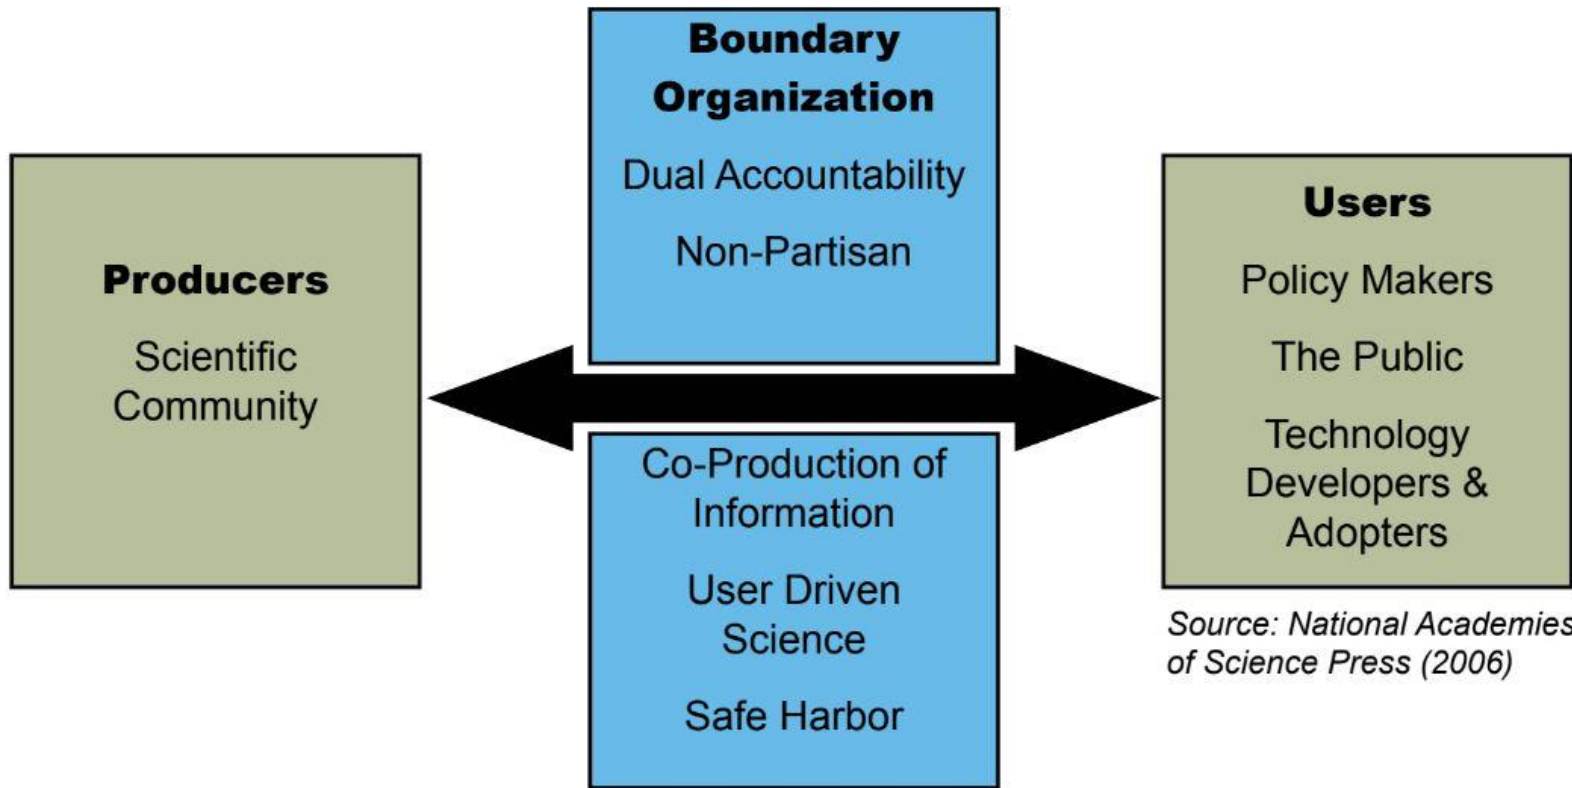 Producers
Scientific
Community
Boundary
Organization
Dual Accountability
Non-Partisan
Co-Production of
Information
User Driven
Science
Safe Harbor
Users
Policy Makers
The Public
Technology
Developers &
Adopters
Source: National Academies
of Science Press (2006)